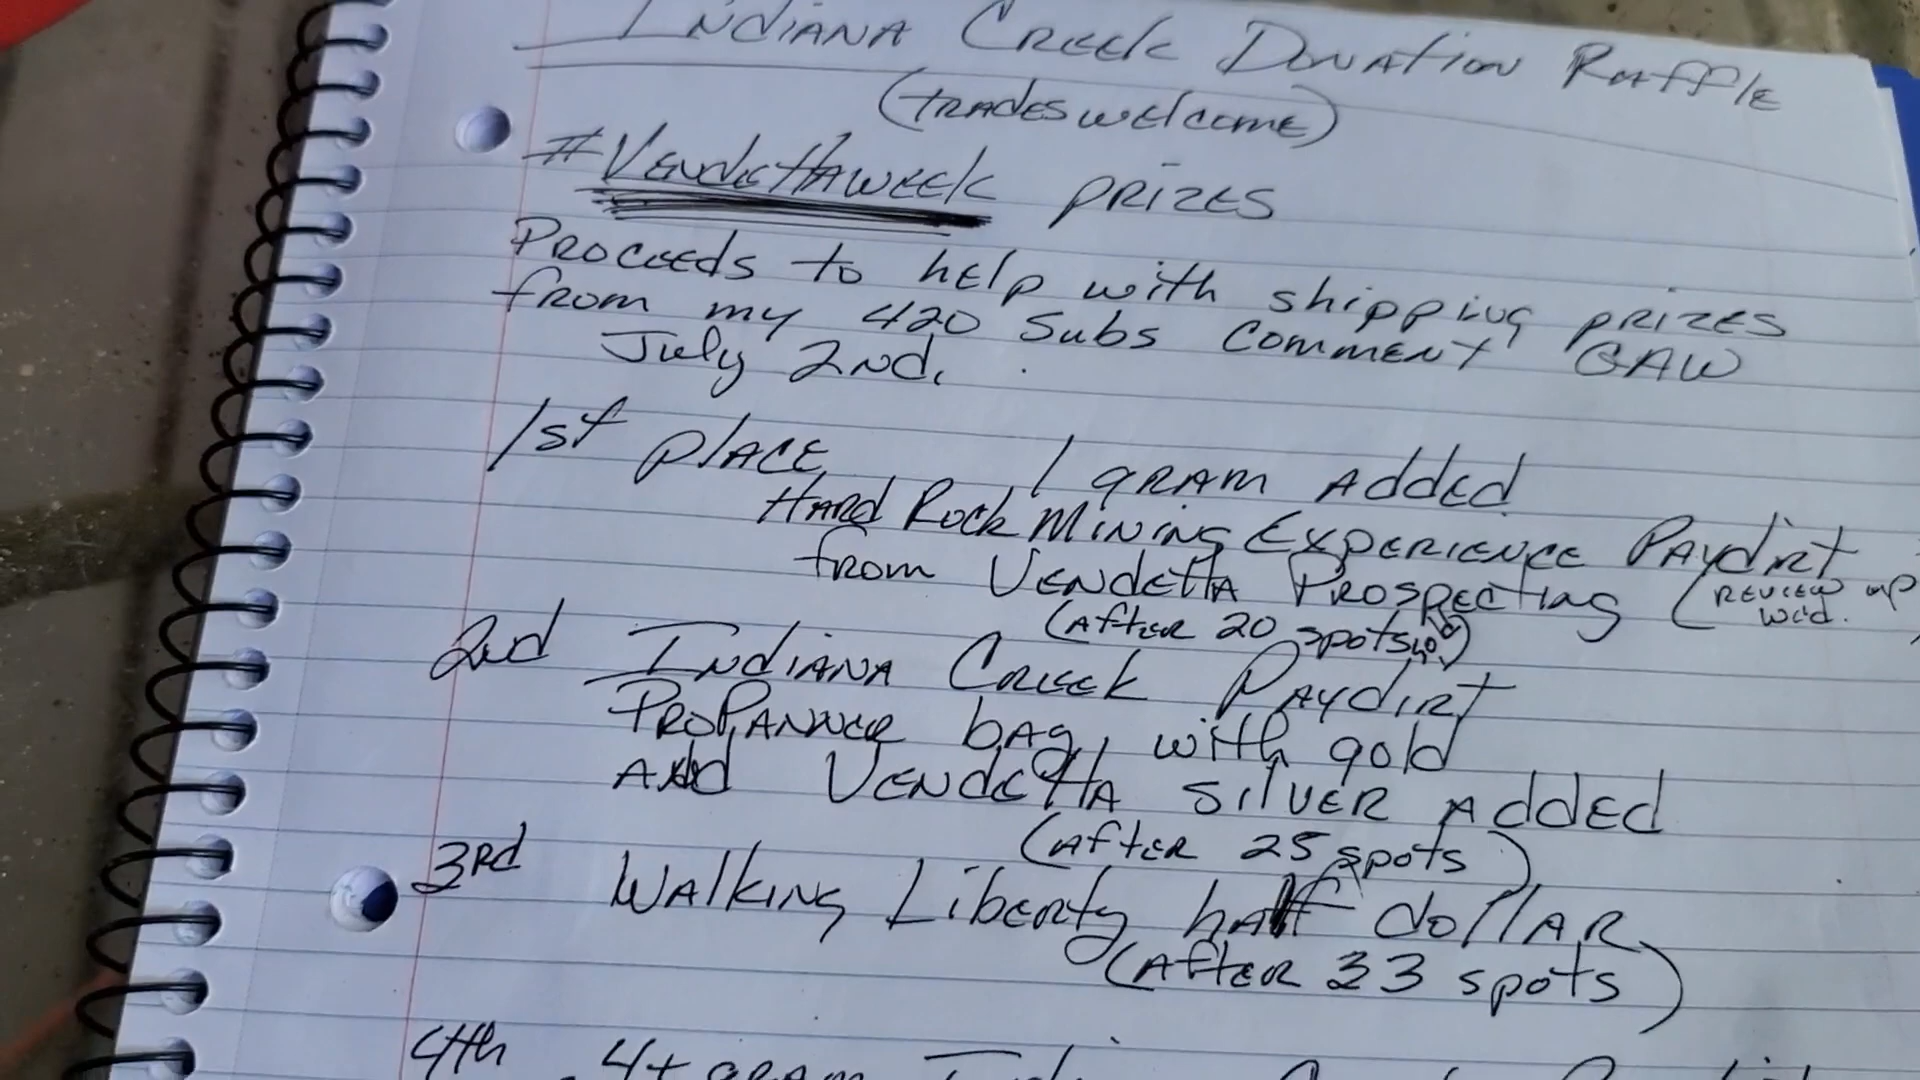 Indiana Creek Donation Raffle
(trades welcome)
#Vendettaweek prizes
Proceeds to help with shipping prizes
from my 420 Subs Comment GAW
July 2nd.
1st place 1 gram Added
Hard Rock Mining Experience Paydirt
from Vendetta Prospecting (Review up
wed.
(After 20 spots)
2nd Indiana Creek Paydirt
ProPanner bag, with gold
And Vendetta silver added
(After 25 spots)
3rd Walking Liberty half dollar
(After 33 spots)
4th 4+ gram